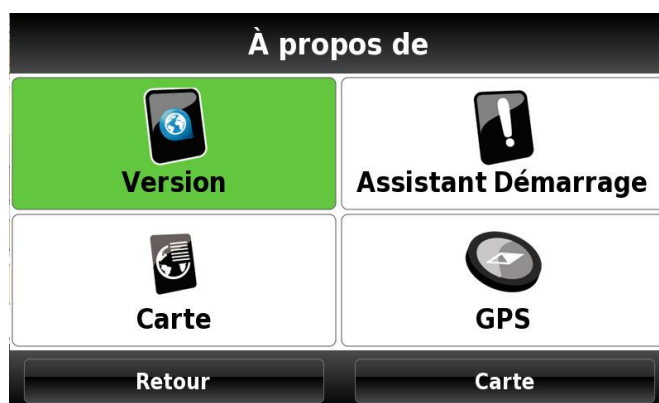 À propos de
Version
Assistant Démarrage
Carte
GPS
Retour
Carte